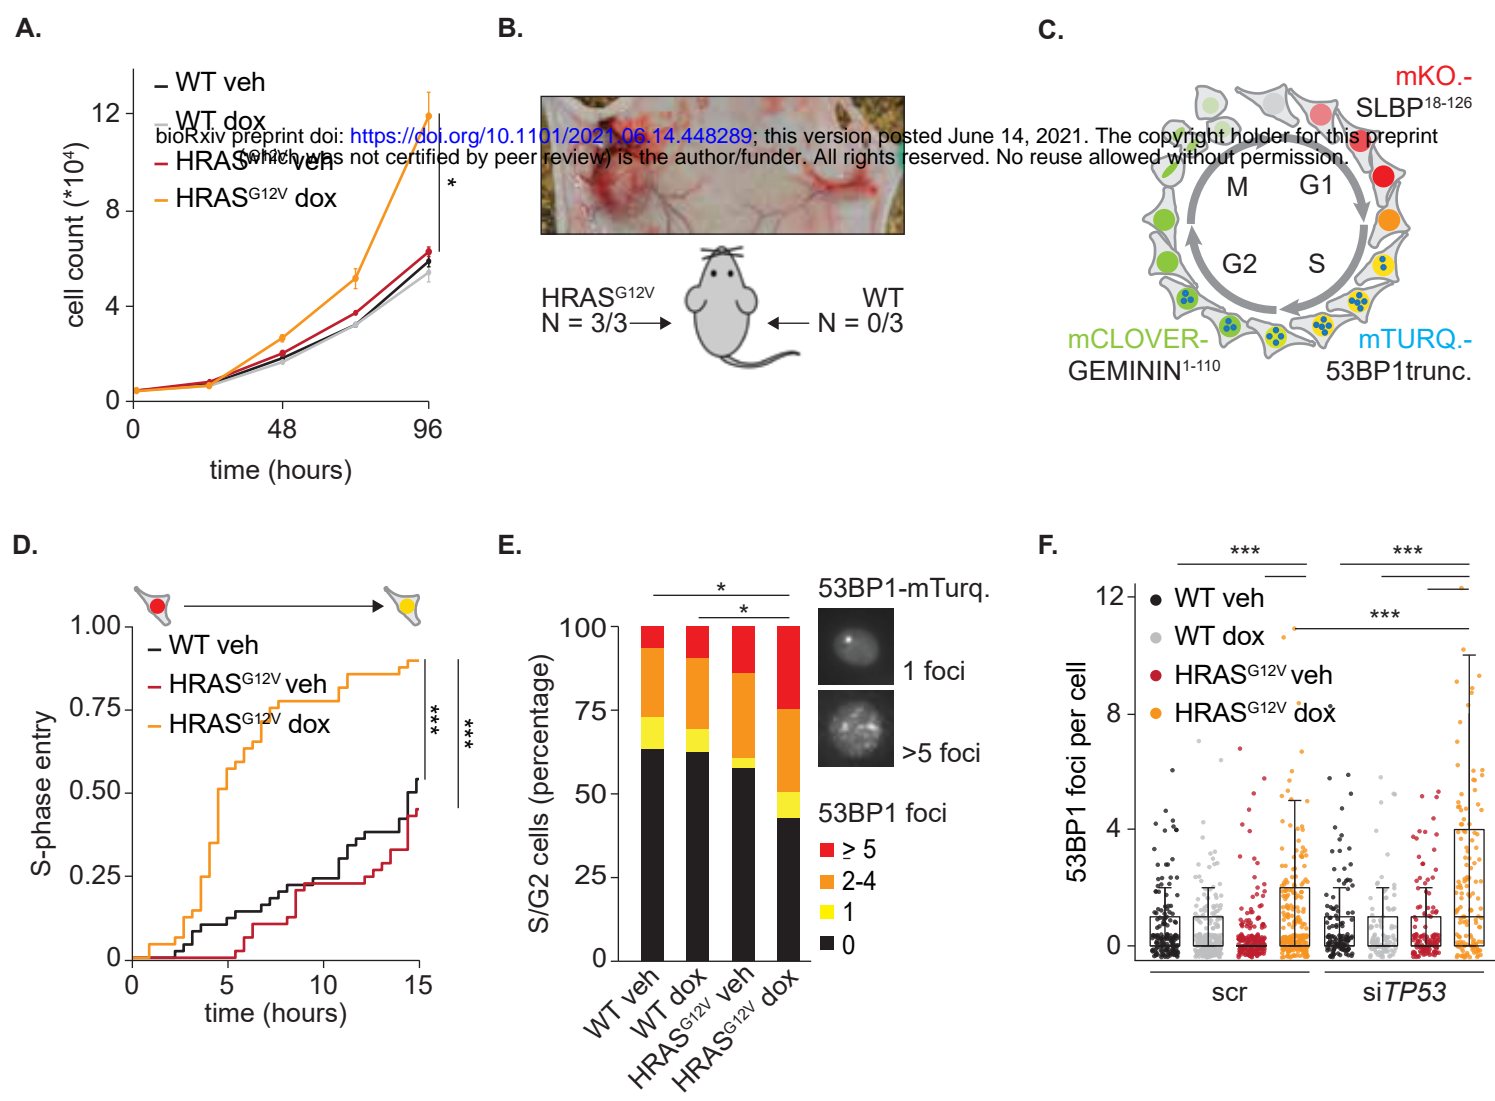 A.
12
8
4
0
0 48 96
cell count (*10⁴)
time (hours)
WT veh
WT dox
HRASG12V veh
HRASG12V dox
*
bioRxiv preprint doi: https://doi.org/10.1101/2021.06.14.448289; this version posted June 14, 2021. The copyright holder for this preprint
(which was not certified by peer review) is the author/funder. All rights reserved. No reuse allowed without permission.
B.
HRASG12V
N = 3/3
WT
N = 0/3
C.
mKO.-
SLBP18-126
M G1
G2 S
mCLOVER-
GEMININ1-110
mTURQ.-
53BP1trunc.
D.
1.00
0.75
0.50
0.25
0
0 5 10 15
S-phase entry
time (hours)
WT veh
HRASG12V veh
HRASG12V dox
***
***
E.
*
*
100
75
50
25
0
S/G2 cells (percentage)
WT veh
WT dox
HRASG12V veh
HRASG12V dox
53BP1-mTurq.
1 foci
>5 foci
53BP1 foci
≥ 5
2-4
1
0
F.
*** ***
***
12
8
4
0
53BP1 foci per cell
WT veh
WT dox
HRASG12V veh
HRASG12V dox
scr siTP53